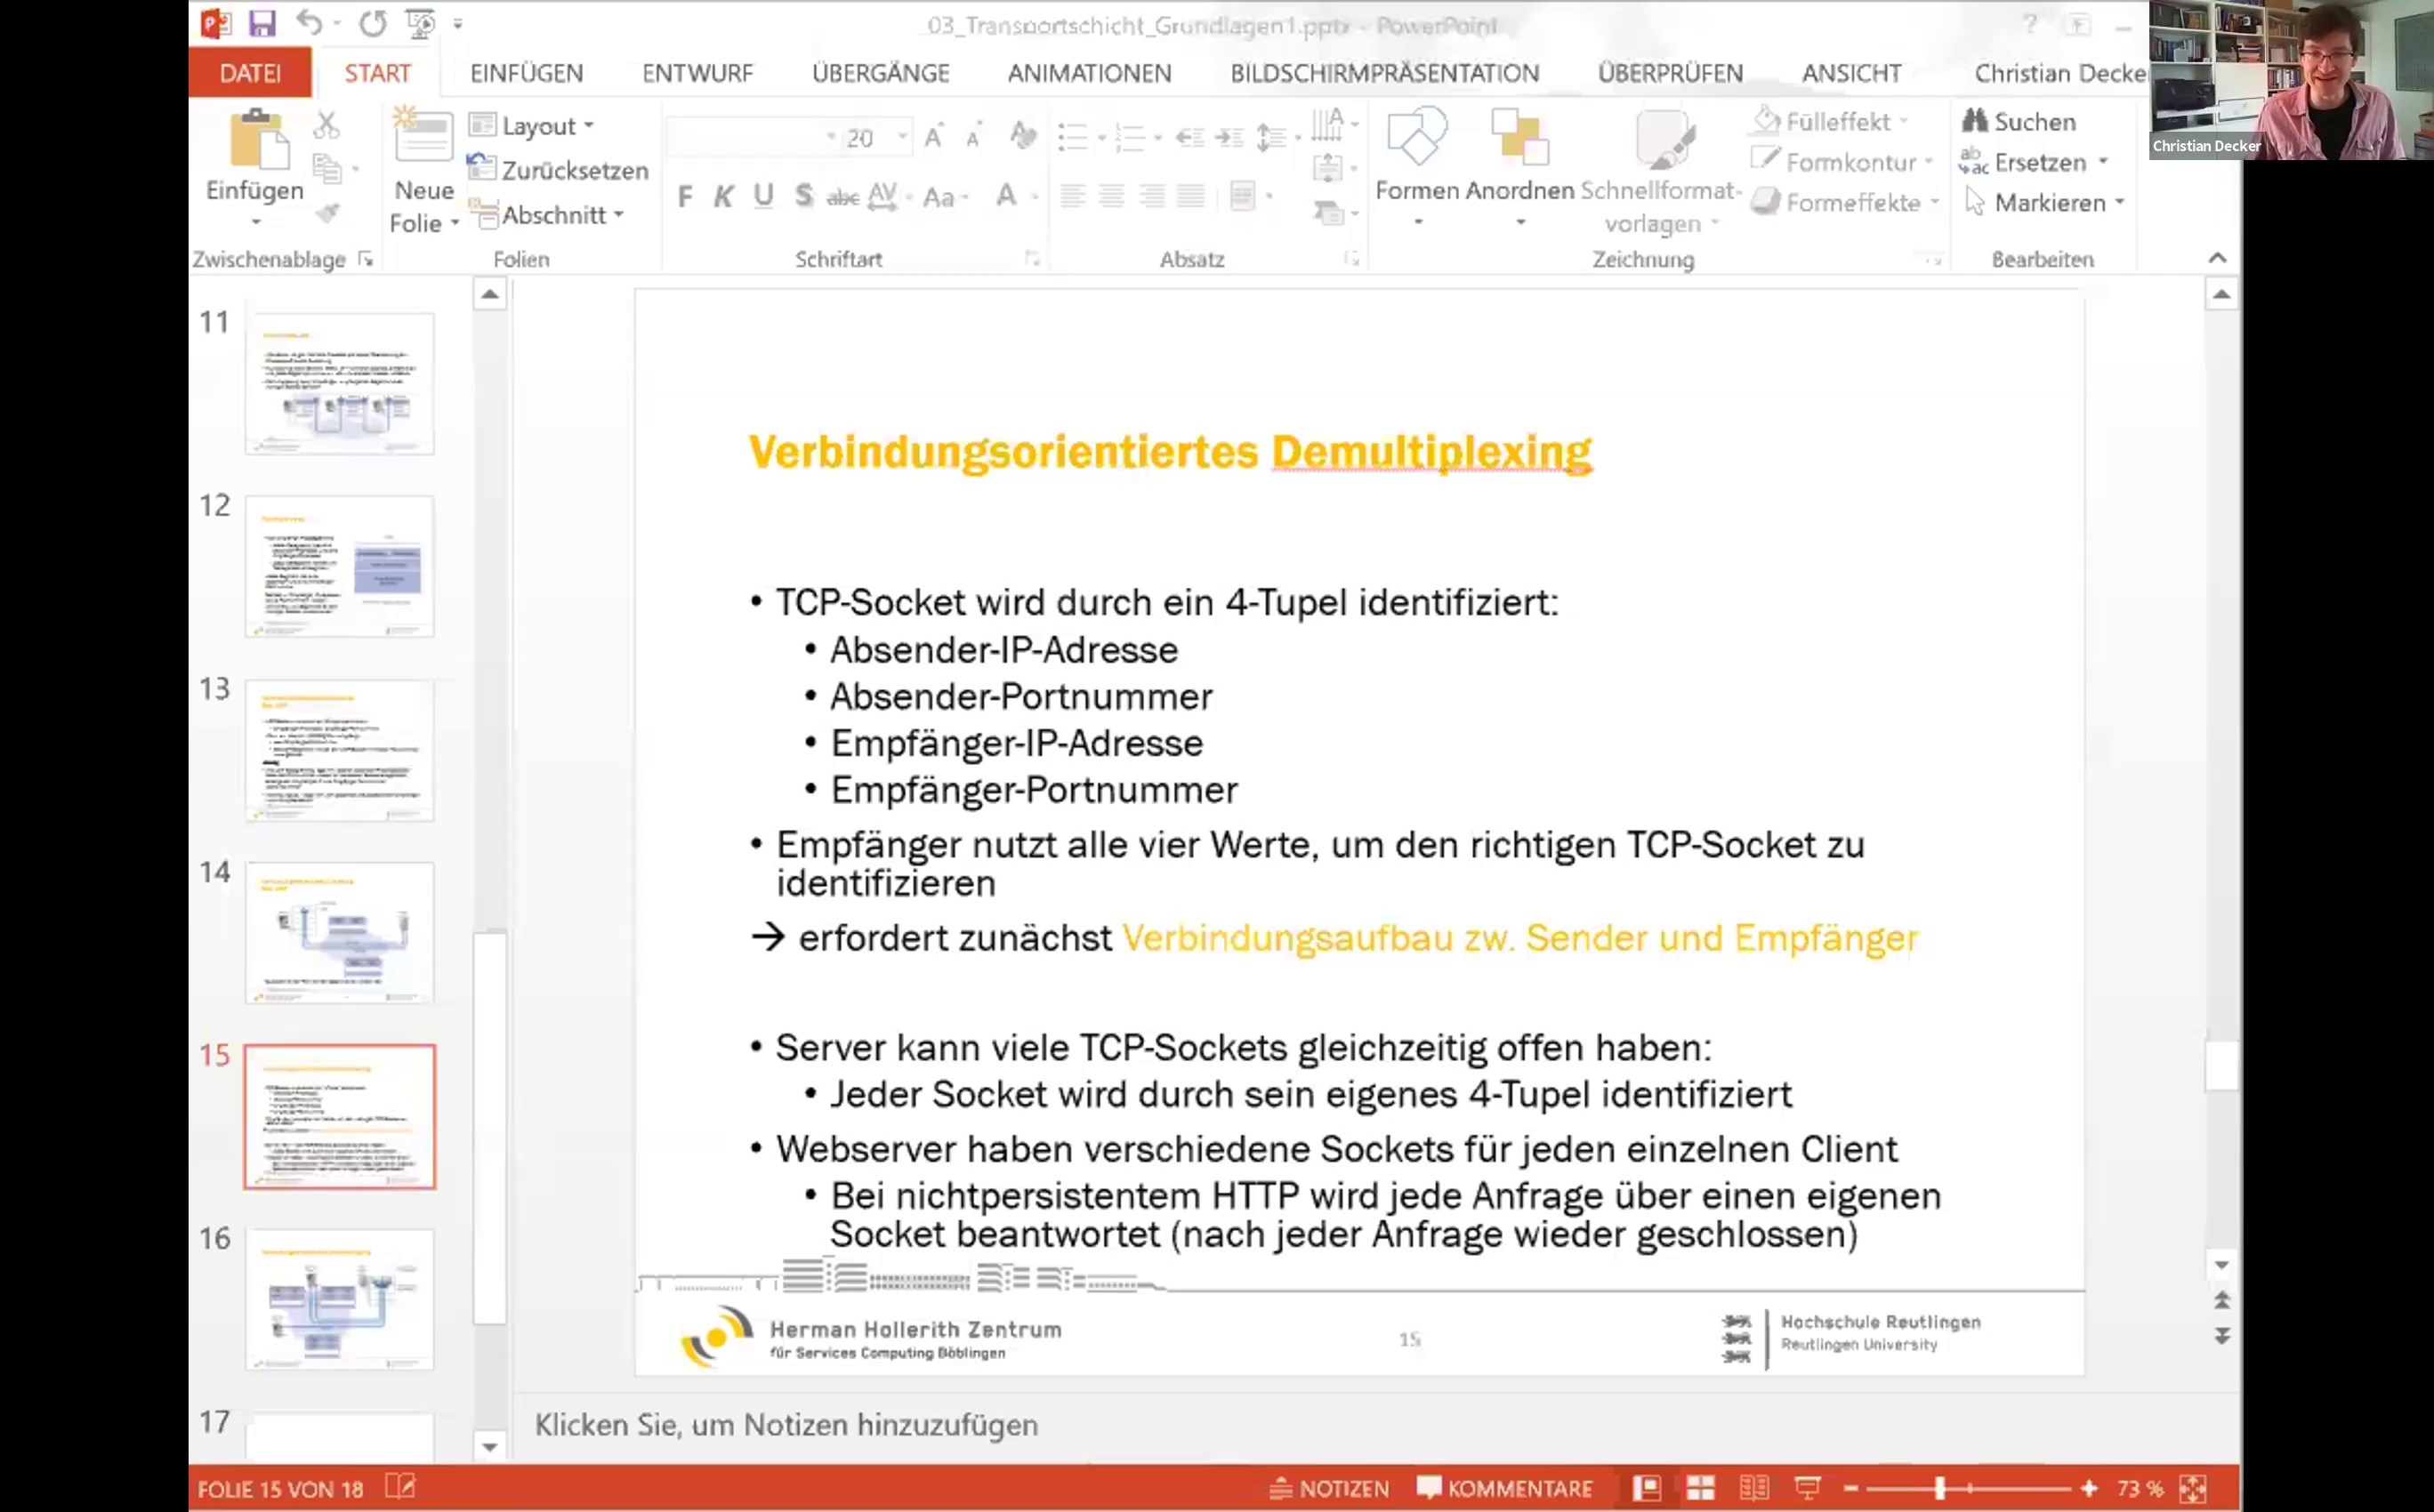 03_Transportschicht_Grundlagen1.pptx - PowerPoint
?
DATEI START EINFÜGEN ENTWURF ÜBERGÄNGE ANIMATIONEN BILDSCHIRMPRÄSENTATION ÜBERPRÜFEN ANSICHT Christian Decke
Einfügen
Neue
Folie
Layout
Zurücksetzen
Abschnitt
20
F K U S abc AV Aa A
Formen Anordnen Schnellformat-
vorlagen
Fülleffekt
Formkontur
Formeffekte
Suchen
Ersetzen
Markieren
Zwischenablage Folien Schriftart Absatz Zeichnung Bearbeiten
Christian Decker
11
12
13
14
15
16
17
Verbindungsorientiertes Demultiplexing
• TCP-Socket wird durch ein 4-Tupel identifiziert:
• Absender-IP-Adresse
• Absender-Portnummer
• Empfänger-IP-Adresse
• Empfänger-Portnummer
• Empfänger nutzt alle vier Werte, um den richtigen TCP-Socket zu
identifizieren
→ erfordert zunächst Verbindungsaufbau zw. Sender und Empfänger
• Server kann viele TCP-Sockets gleichzeitig offen haben:
• Jeder Socket wird durch sein eigenes 4-Tupel identifiziert
• Webserver haben verschiedene Sockets für jeden einzelnen Client
• Bei nichtpersistentem HTTP wird jede Anfrage über einen eigenen
Socket beantwortet (nach jeder Anfrage wieder geschlossen)
Herman Hollerith Zentrum
für Services Computing Böblingen
15
Hochschule Reutlingen
Reutlingen University
Klicken Sie, um Notizen hinzuzufügen
FOLIE 15 VON 18 NOTIZEN KOMMENTARE 73 %